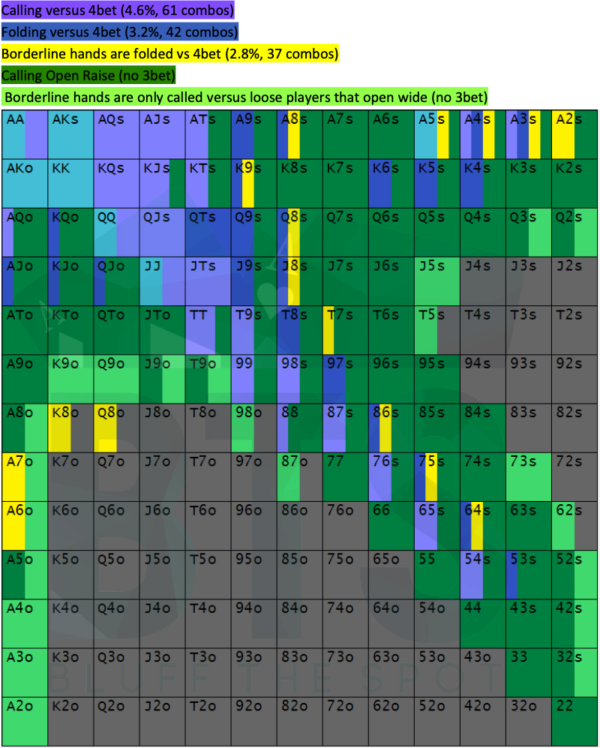 Calling versus 4bet (4.6%, 61 combos)
Folding versus 4bet (3.2%, 42 combos)
Borderline hands are folded vs 4bet (2.8%, 37 combos)
Calling Open Raise (no 3bet)
Borderline hands are only called versus loose players that open wide (no 3bet)
AA AKs AQs AJs ATs A9s A8s A7s A6s A5s A4s A3s A2s
AKo KK KQs KJs KTs K9s K8s K7s K6s K5s K4s K3s K2s
AQo KQo QQ QJs QTs Q9s Q8s Q7s Q6s Q5s Q4s Q3s Q2s
AJo KJo QJo JJ JTs J9s J8s J7s J6s J5s J4s J3s J2s
ATo KTo QTo JTo TT T9s T8s T7s T6s T5s T4s T3s T2s
A9o K9o Q9o J9o T9o 99 98s 97s 96s 95s 94s 93s 92s
A8o K8o Q8o J8o T8o 98o 88 87s 86s 85s 84s 83s 82s
A7o K7o Q7o J7o T7o 97o 87o 77 76s 75s 74s 73s 72s
A6o K6o Q6o J6o T6o 96o 86o 76o 66 65s 64s 63s 62s
A5o K5o Q5o J5o T5o 95o 85o 75o 65o 55 54s 53s 52s
A4o K4o Q4o J4o T4o 94o 84o 74o 64o 54o 44 43s 42s
A3o K3o Q3o J3o T3o 93o 83o 73o 63o 53o 43o 33 32s
BLUFF THE SPOT
A2o K2o Q2o J2o T2o 92o 82o 72o 62o 52o 42o 32o 22